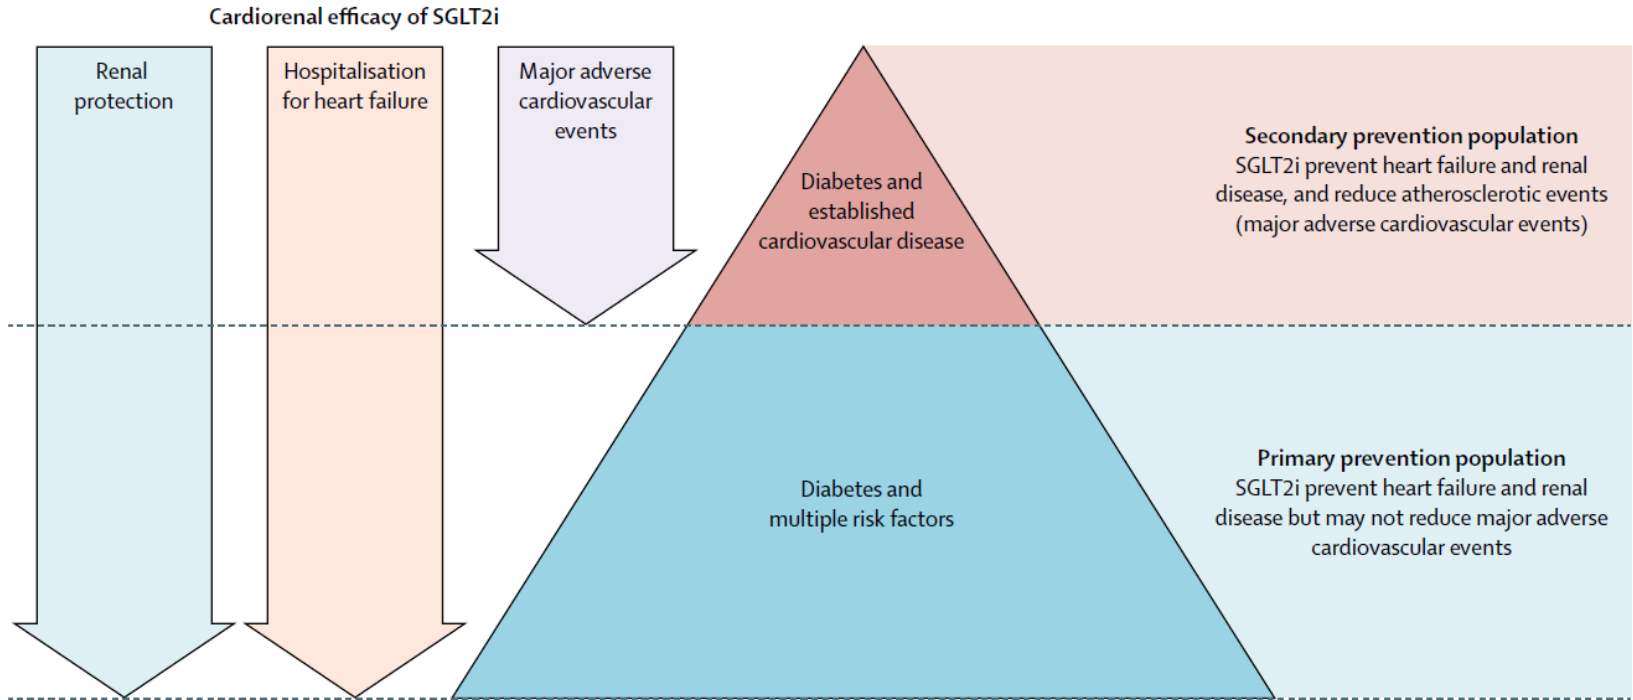 Cardiorenal efficacy of SGLT2i
Renal
protection
Hospitalisation
for heart failure
Major adverse
cardiovascular
events
Diabetes and
established
cardiovascular disease
Secondary prevention population
SGLT2i prevent heart failure and renal
disease, and reduce atherosclerotic events
(major adverse cardiovascular events)
Diabetes and
multiple risk factors
Primary prevention population
SGLT2i prevent heart failure and renal
disease but may not reduce major adverse
cardiovascular events